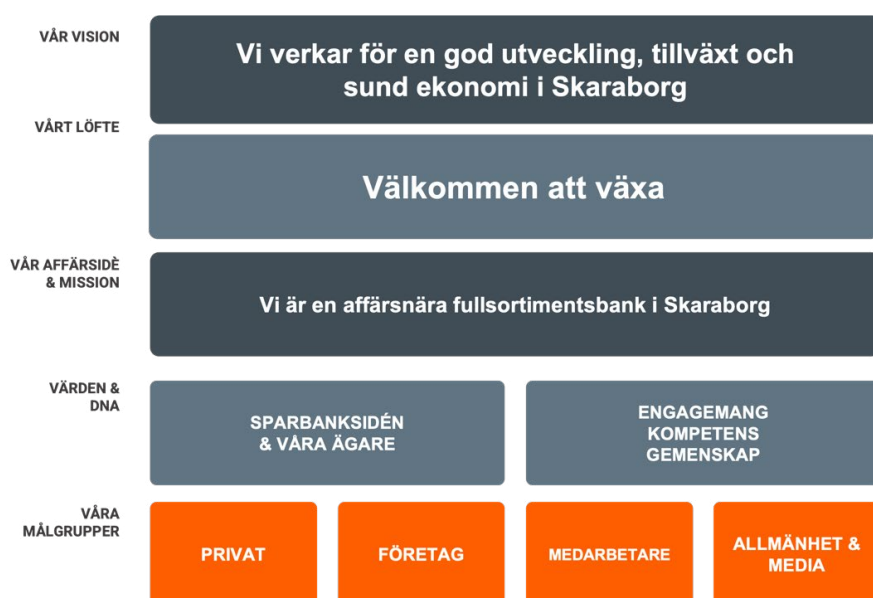 VÅR VISION
Vi verkar för en god utveckling, tillväxt och
sund ekonomi i Skaraborg
VÅRT LÖFTE
Välkommen att växa
VÅR AFFÄRSIDÈ
& MISSION
Vi är en affärsnära fullsortimentsbank i Skaraborg
VÄRDEN &
DNA
SPARBANKSIDÉN
& VÅRA ÄGARE
ENGAGEMANG
KOMPETENS
GEMENSKAP
VÅRA
MÅLGRUPPER
PRIVAT
FÖRETAG
MEDARBETARE
ALLMÄNHET &
MEDIA